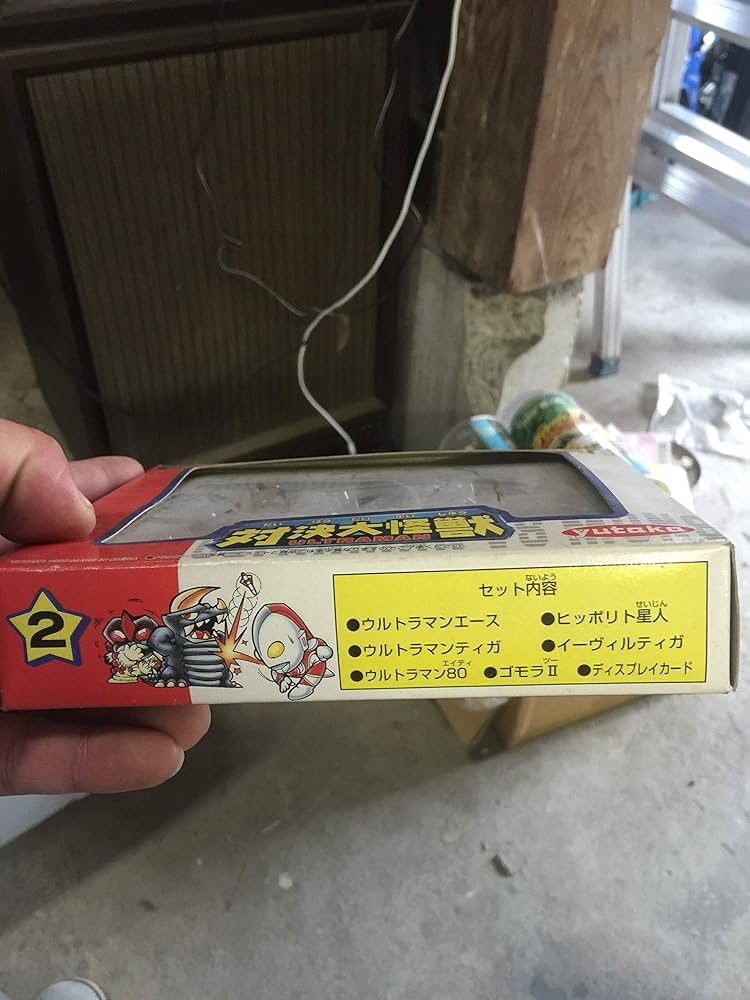 対決大怪獣
ULTRAMAN
yutaka
2
ないよう
セット内容
せいじん
●ウルトラマンエース ●ヒッポリト星人
●ウルトラマンティガ ●イーヴィルティガ
エイティ ツー
●ウルトラマン80 ●ゴモラⅡ ●ディスプレイカード